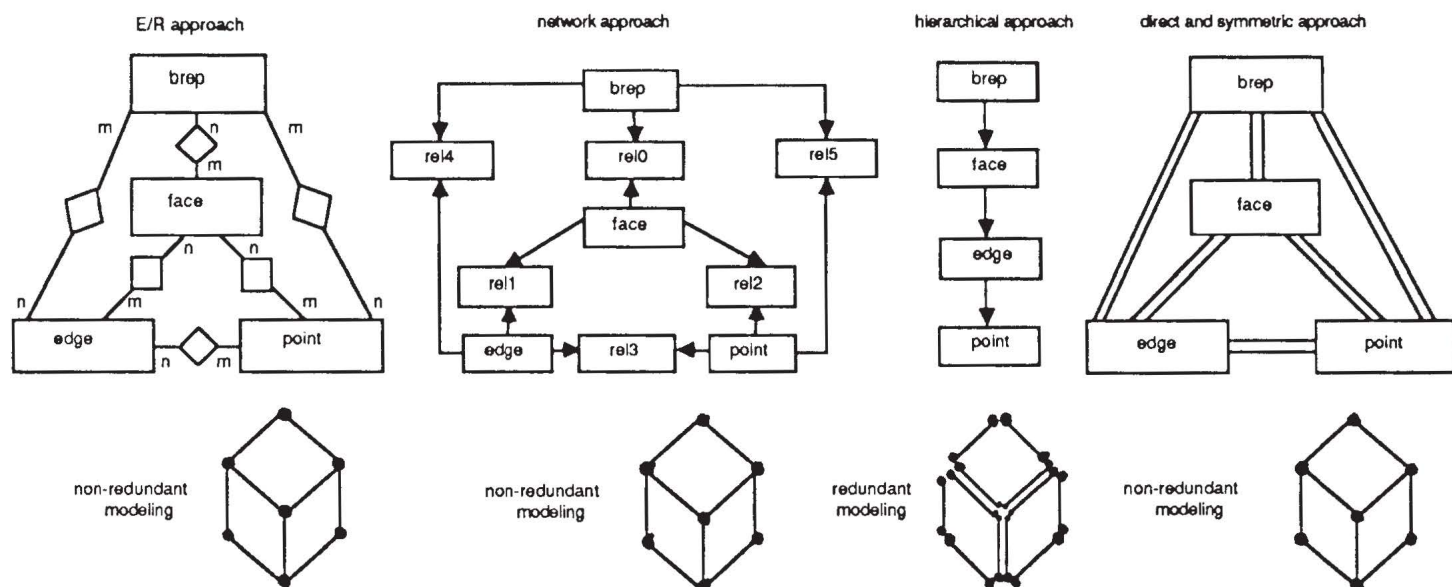 E/R approach
network approach
hierarchical approach
direct and symmetric approach
brep
m
n
m
m
face
n
n
n
m
m
n
edge
n
m
point
brep
rel4
rel0
rel5
face
rel1
rel2
edge
rel3
point
brep
face
edge
point
brep
face
edge
point
non-redundant
modeling
non-redundant
modeling
redundant
modeling
non-redundant
modeling